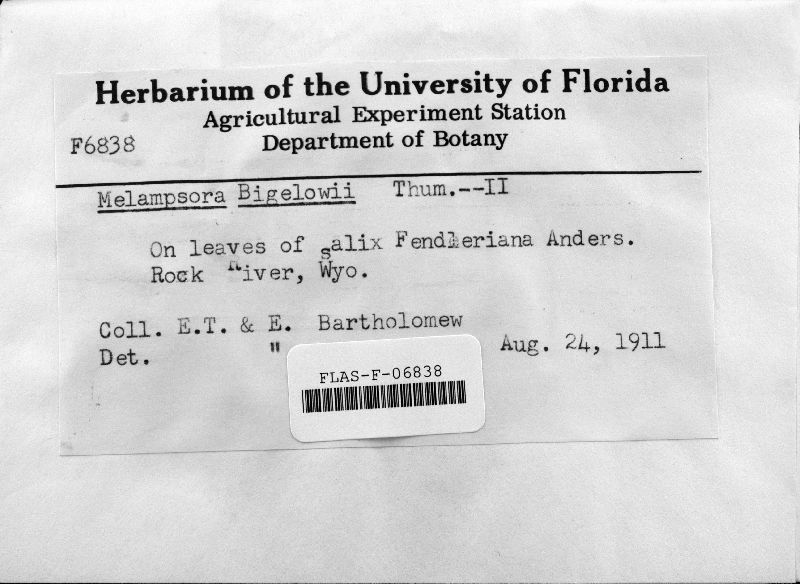 Herbarium of the University of Florida
Agricultural Experiment Station
F6838
Department of Botany
Melampsora Bigelowii Thum.--II
On leaves of salix Fendleriana Anders.
Rock River, Wyo.
Coll. E.T. & E. Bartholomew
Det. " Aug. 24, 1911
FLAS-F-06838